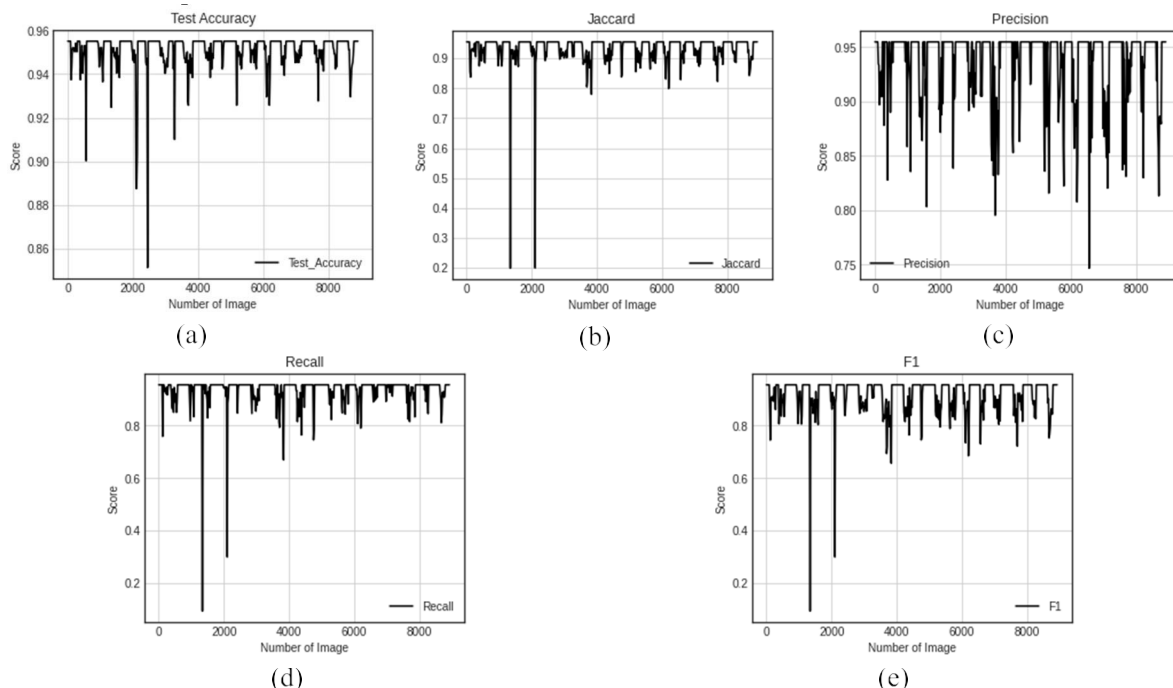 Test Accuracy
0.96
0.94
0.92
0.90
0.88
0.86
Score
Test_Accuracy
0
2000
4000
6000
8000
Number of Image
(a)
Jaccard
0.9
0.8
0.7
0.6
0.5
0.4
0.3
0.2
Score
Jaccard
0
2000
4000
6000
8000
Number of Image
(b)
Precision
0.95
0.90
0.85
0.80
0.75
Score
Precision
0
2000
4000
6000
8000
Number of Image
(c)
Recall
0.8
0.6
0.4
0.2
Score
Recall
0
2000
4000
6000
8000
Number of Image
(d)
F1
0.8
0.6
0.4
0.2
Score
F1
0
2000
4000
6000
8000
Number of Image
(e)